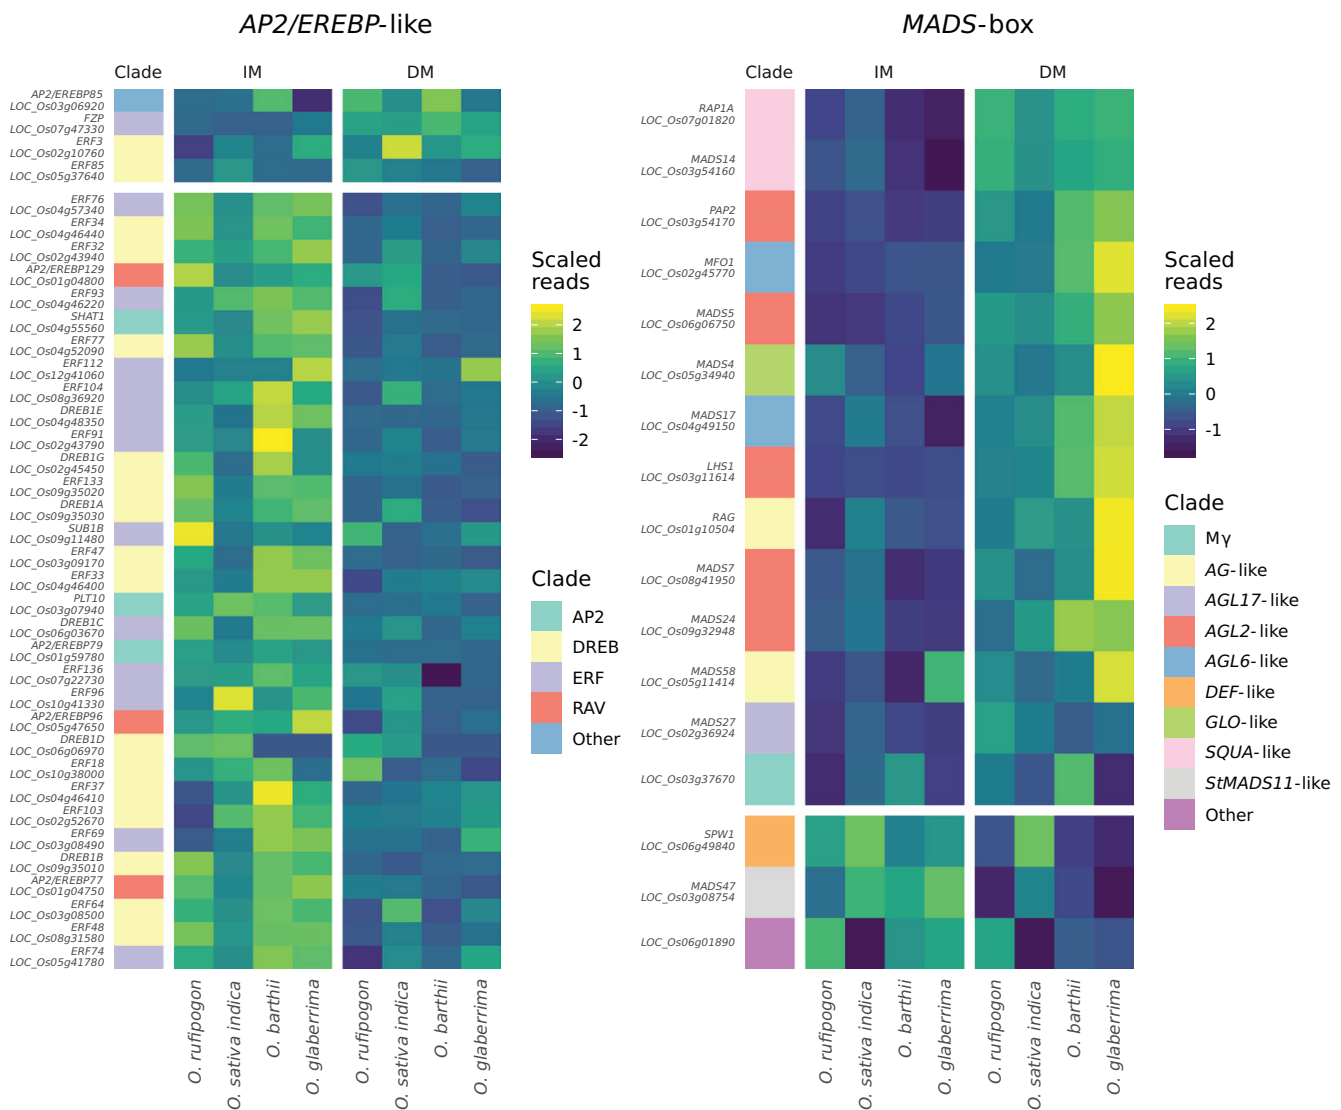 AP2/EREBP-like
Clade
IM
DM
AP2/EREBP85
LOC_Os03g06920
FZP
LOC_Os07g47330
ERF3
LOC_Os02g10760
ERF85
LOC_Os05g37640
ERF76
LOC_Os04g57340
ERF34
LOC_Os04g46440
ERF32
LOC_Os02g43940
AP2/EREBP129
LOC_Os01g04800
ERF93
LOC_Os04g46220
SHAT1
LOC_Os04g55560
ERF77
LOC_Os04g52090
ERF112
LOC_Os12g41060
ERF104
LOC_Os08g36920
DREB1E
LOC_Os04g48350
ERF91
LOC_Os02g43790
DREB1G
LOC_Os02g45450
ERF133
LOC_Os09g35020
DREB1A
LOC_Os09g35030
SUB1B
LOC_Os09g11480
ERF47
LOC_Os03g09170
ERF33
LOC_Os04g46400
PLT10
LOC_Os03g07940
DREB1C
LOC_Os06g03670
AP2/EREBP79
LOC_Os01g59780
ERF136
LOC_Os07g22730
ERF96
LOC_Os10g41330
AP2/EREBP96
LOC_Os05g47650
DREB1D
LOC_Os06g06970
ERF18
LOC_Os10g38000
ERF37
LOC_Os04g46410
ERF103
LOC_Os02g52670
ERF69
LOC_Os03g08490
DREB1B
LOC_Os09g35010
AP2/EREBP77
LOC_Os01g04750
ERF64
LOC_Os03g08500
ERF48
LOC_Os08g31580
ERF74
LOC_Os05g41780
O. rufipogon
O. sativa indica
O. barthii
O. glaberrima
O. rufipogon
O. sativa indica
O. barthii
O. glaberrima
Scaled
reads
2
1
0
-1
-2
Clade
AP2
DREB
ERF
RAV
Other
MADS-box
Clade
IM
DM
RAP1A
LOC_Os07g01820
MADS14
LOC_Os03g54160
PAP2
LOC_Os03g54170
MFO1
LOC_Os02g45770
MADS5
LOC_Os06g06750
MADS4
LOC_Os05g34940
MADS17
LOC_Os04g49150
LHS1
LOC_Os03g11614
RAG
LOC_Os01g10504
MADS7
LOC_Os08g41950
MADS24
LOC_Os09g32948
MADS58
LOC_Os05g11414
MADS27
LOC_Os02g36924
LOC_Os03g37670
SPW1
LOC_Os06g49840
MADS47
LOC_Os03g08754
LOC_Os06g01890
O. rufipogon
O. sativa indica
O. barthii
O. glaberrima
O. rufipogon
O. sativa indica
O. barthii
O. glaberrima
Scaled
reads
2
1
0
-1
Clade
Mγ
AG-like
AGL17-like
AGL2-like
AGL6-like
DEF-like
GLO-like
SQUA-like
StMADS11-like
Other